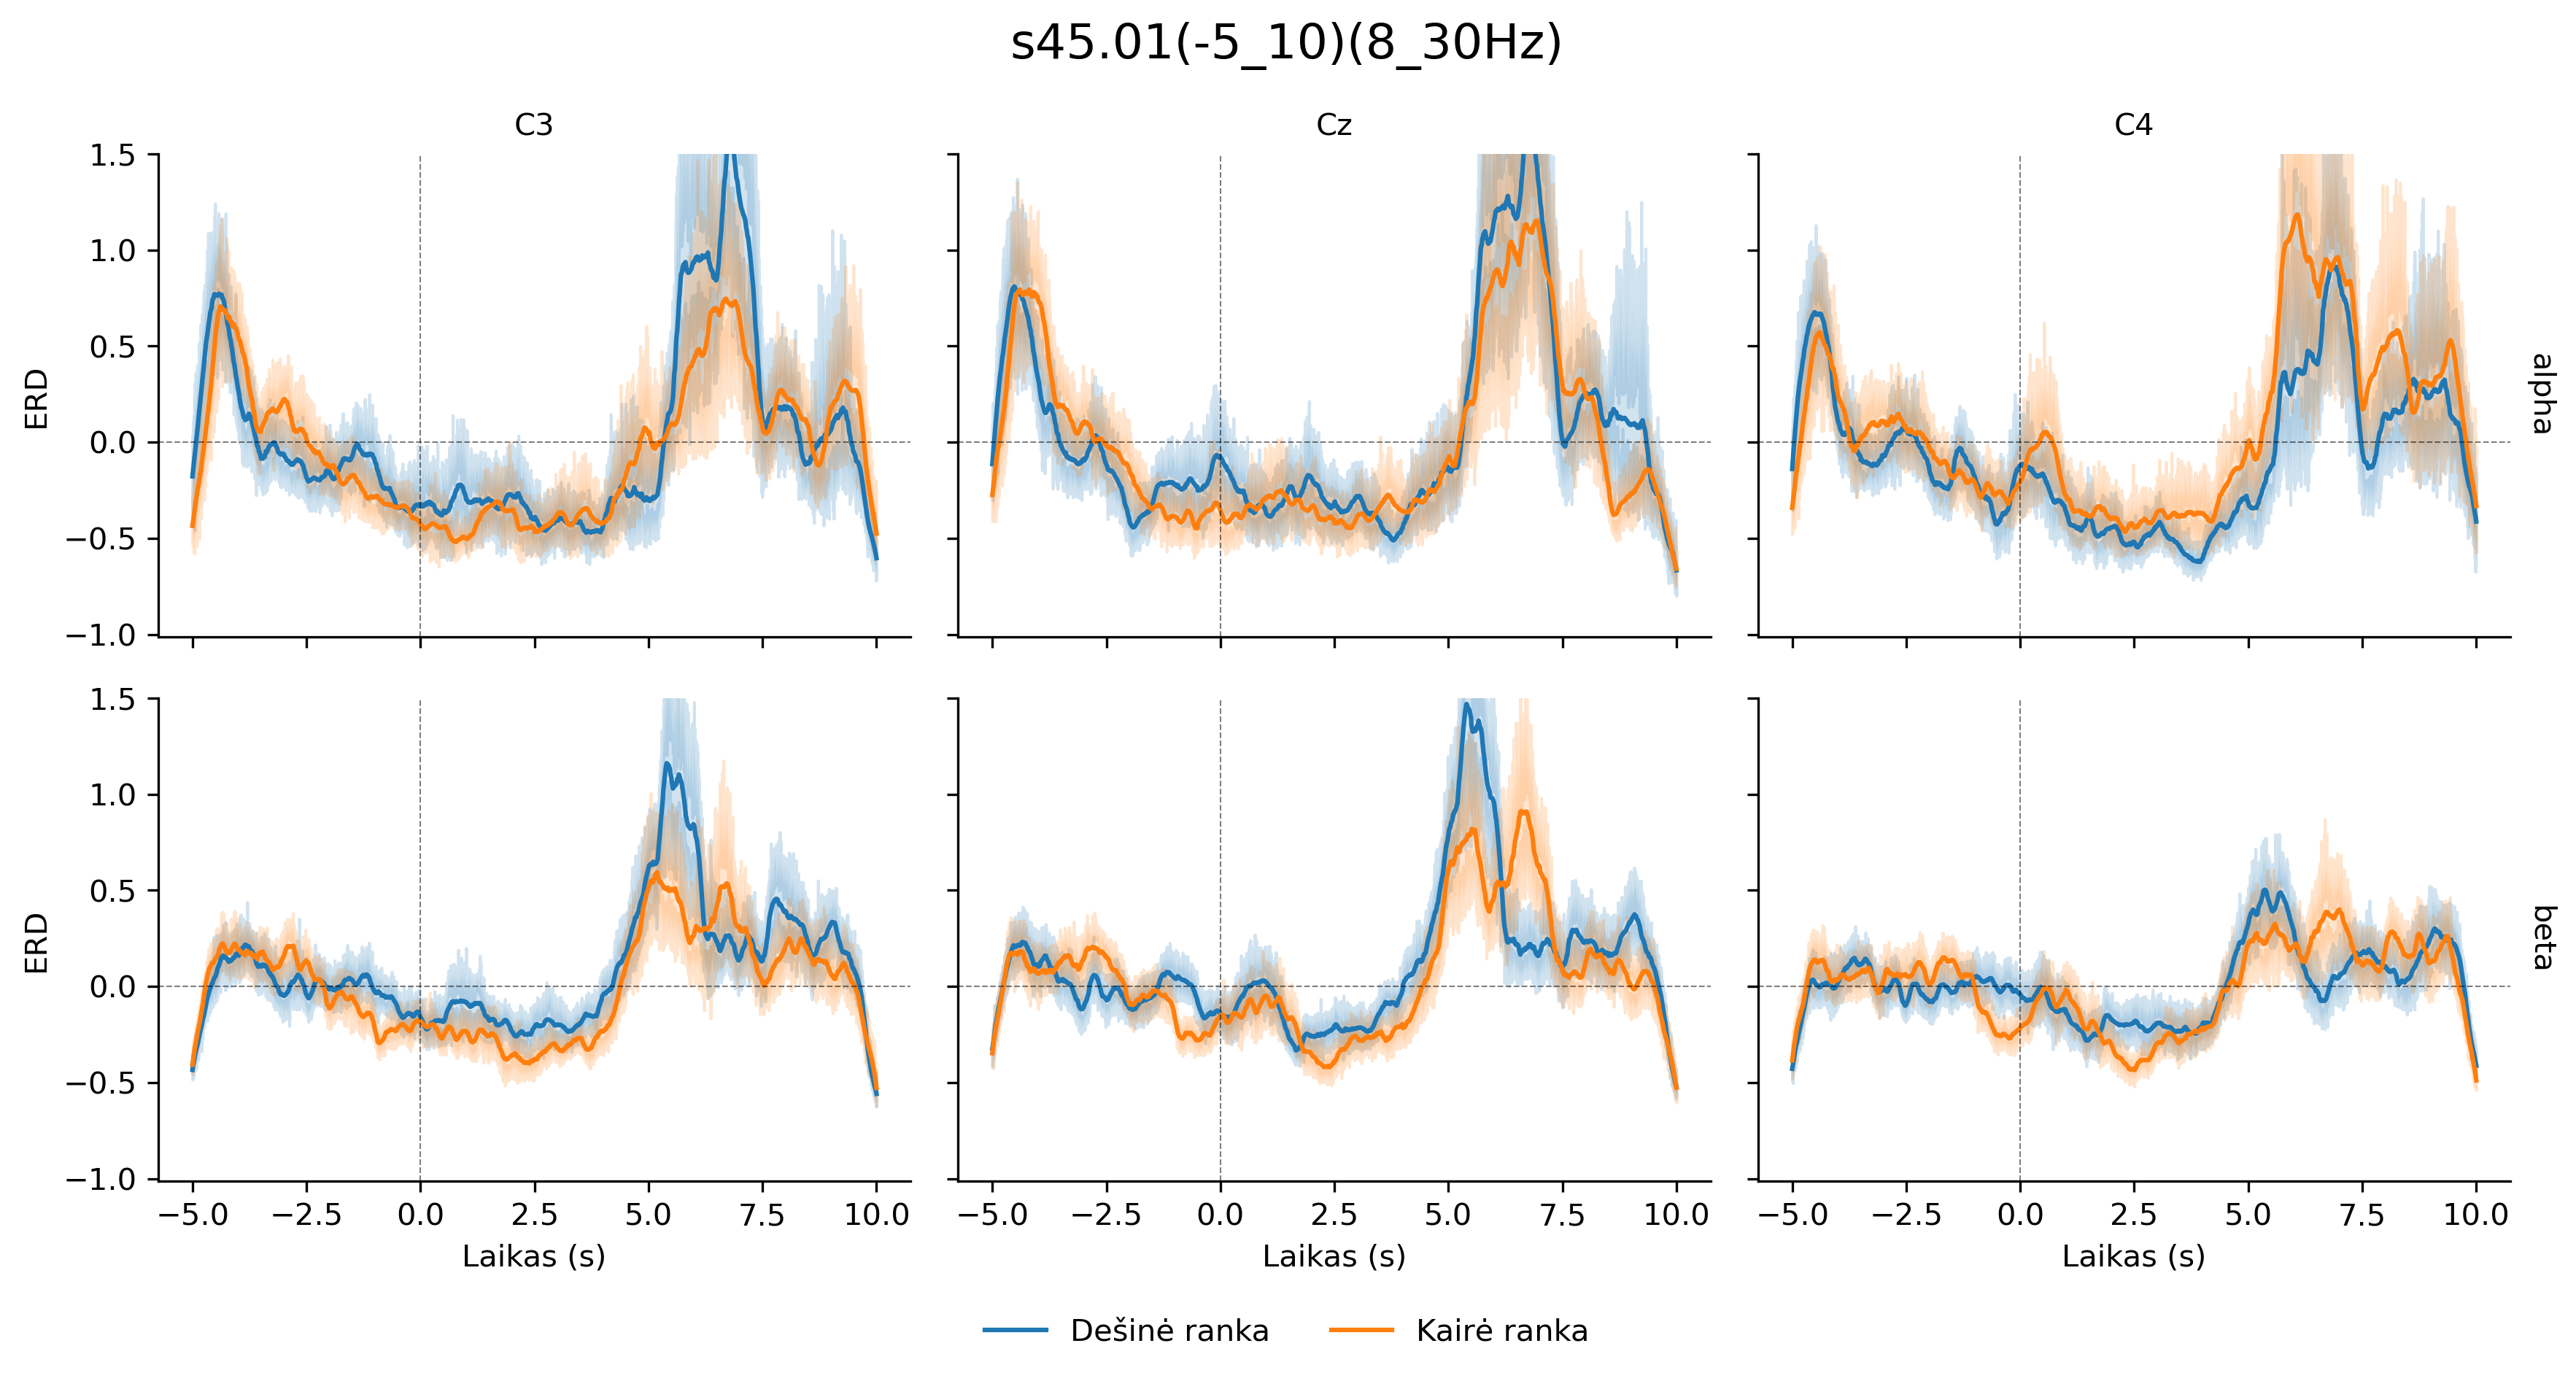 s45.01(-5_10)(8_30Hz)
C3 Cz C4
1.5
1.0
0.5
0.0
−0.5
−1.0
ERD
alpha
1.5
1.0
0.5
0.0
−0.5
−1.0
ERD
beta
−5.0 −2.5 0.0 2.5 5.0 7.5 10.0 −5.0 −2.5 0.0 2.5 5.0 7.5 10.0 −5.0 −2.5 0.0 2.5 5.0 7.5 10.0
Laikas (s) Laikas (s) Laikas (s)
Dešinė ranka Kairė ranka